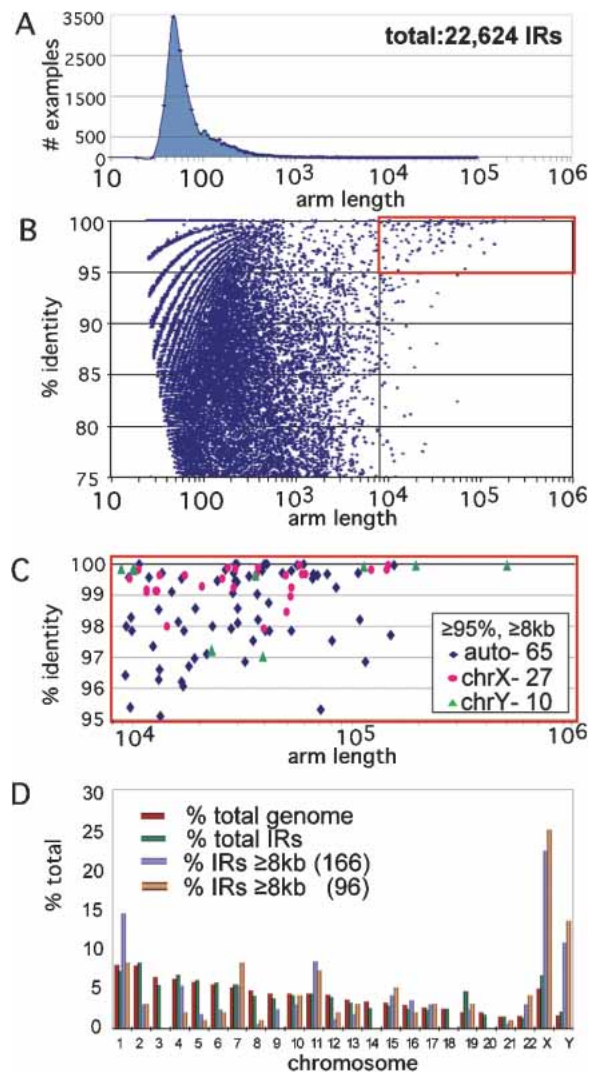 A
3500
2500
1500
500
0
# examples
total:22,624 IRs
10 100 10³ 10⁴ 10⁵ 10⁶
arm length
B
100
95
90
85
80
75
% identity
10 100 10³ 10⁴ 10⁵ 10⁶
arm length
C
100
99
98
97
96
95
% identity
≥95%, ≥8kb
auto- 65
chrX- 27
chrY- 10
10⁴ 10⁵ 10⁶
arm length
D
30
25
20
15
10
5
0
% total
% total genome
% total IRs
% IRs ≥8kb (166)
% IRs ≥8kb (96)
1 2 3 4 5 6 7 8 9 10 11 12 13 14 15 16 17 18 19 20 21 22 X Y
chromosome